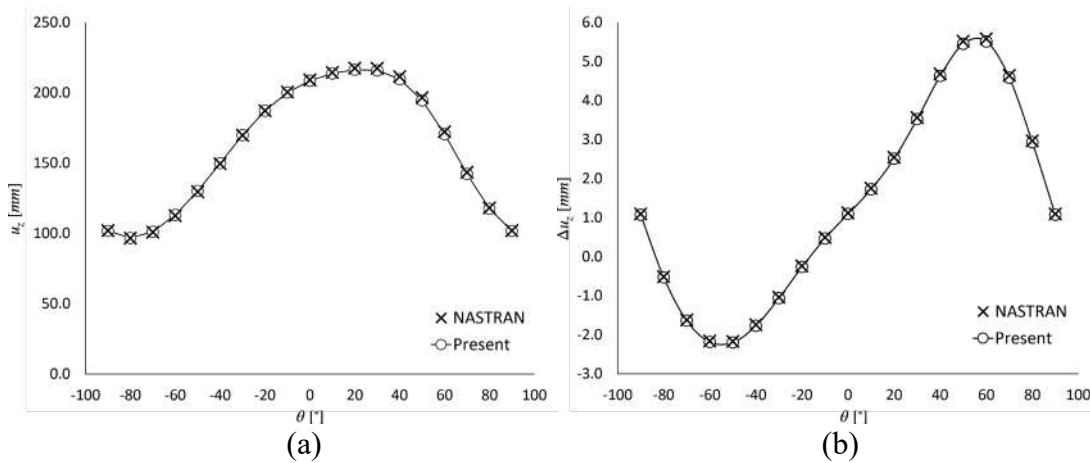 250.0
200.0
150.0
100.0
50.0
0.0
u_z [mm]
-100 -80 -60 -40 -20 0 20 40 60 80 100
θ [°]
NASTRAN
Present
(a)
6.0
5.0
4.0
3.0
2.0
1.0
0.0
-1.0
-2.0
-3.0
Δu_z [mm]
-100 -80 -60 -40 -20 0 20 40 60 80 100
θ [°]
NASTRAN
Present
(b)